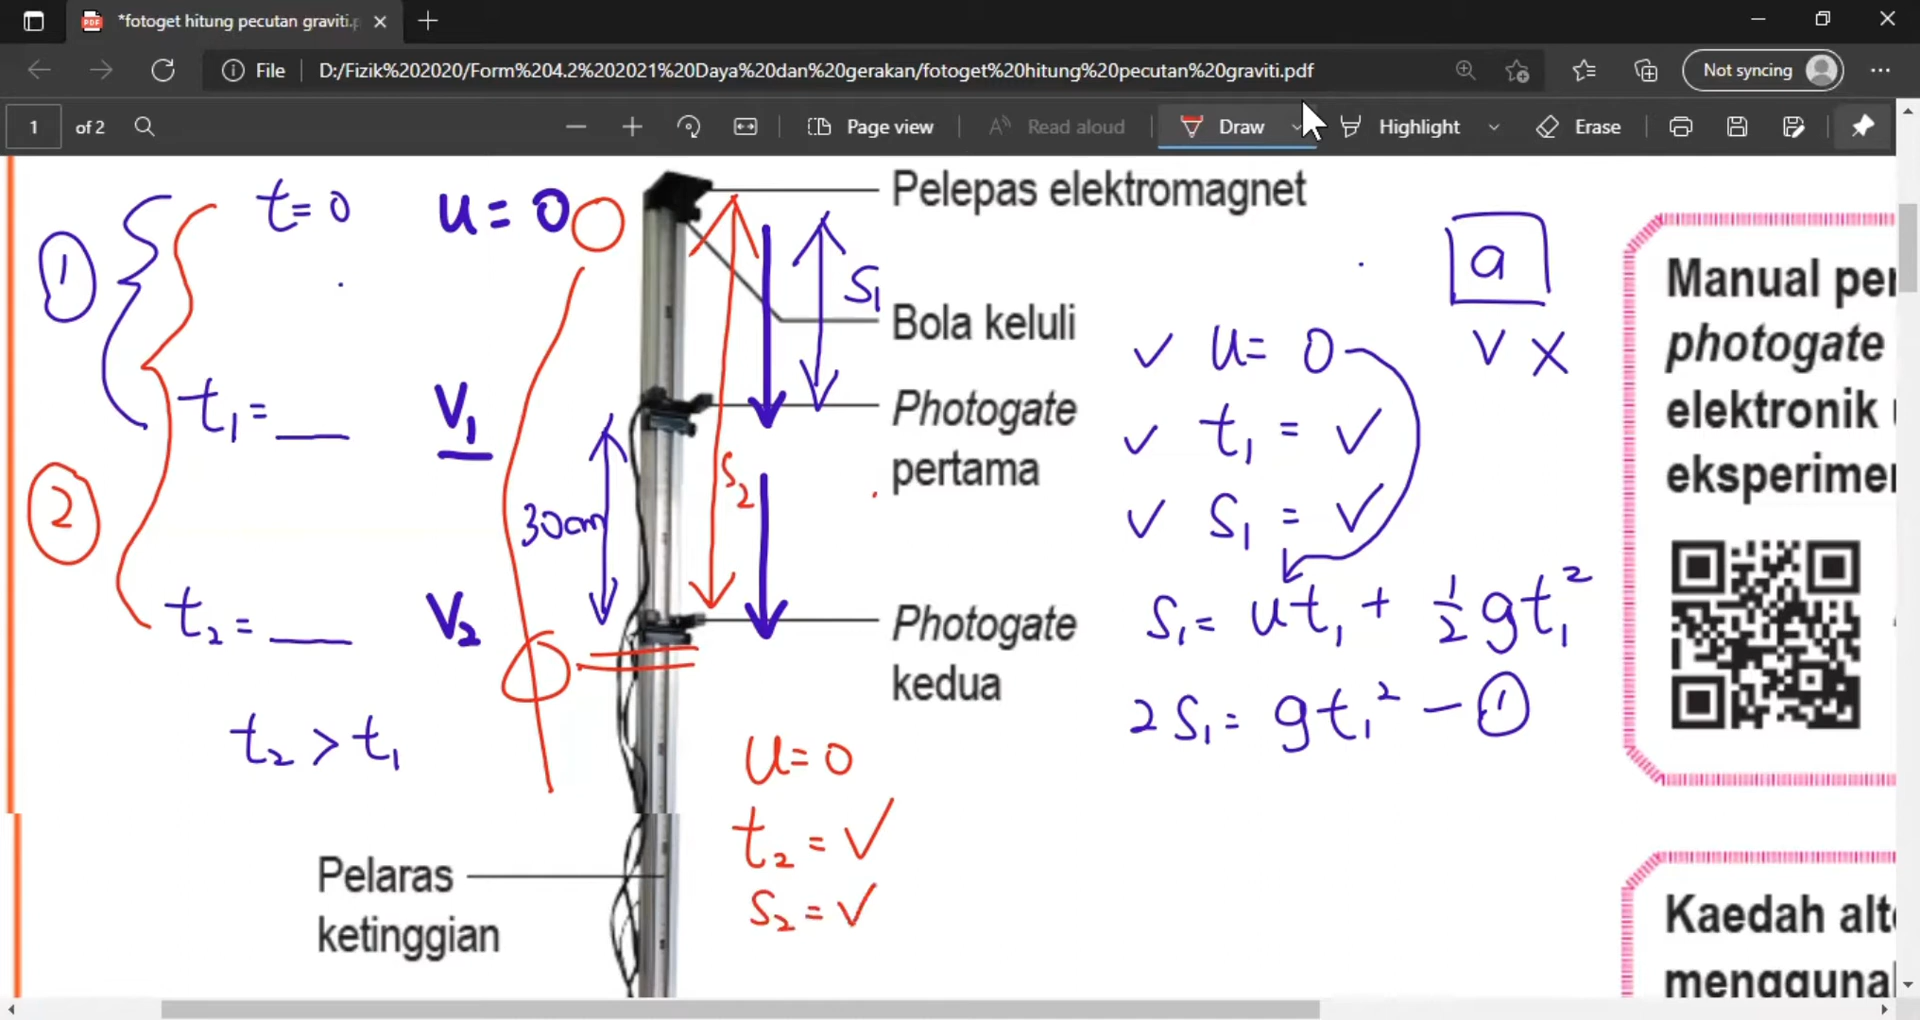 *fotoget hitung pecutan graviti.p
File
D:/Fizik%202020/Form%204.2%202021%20Daya%20dan%20gerakan/fotoget%20hitung%20pecutan%20graviti.pdf
Not syncing
1 of 2
Page view
Read aloud
Draw
Highlight
Erase
① t = 0 u = 0
t₁ = __ V₁
②
t₂ = __ V₂
t₂ > t₁
30cm
S₂
S₁
Pelepas elektromagnet
Bola keluli
Photogate
pertama
Photogate
kedua
Pelaras
ketinggian
U = 0
t₂ = ✓
S₂ = ✓
a
V X
✓ U = 0
✓ t₁ = ✓
✓ S₁ = ✓
S₁ = ut₁ + ½ gt₁²
2S₁ = gt₁² – ①
Manual per
photogate
elektronik
eksperime
Kaedah alt
mengguna